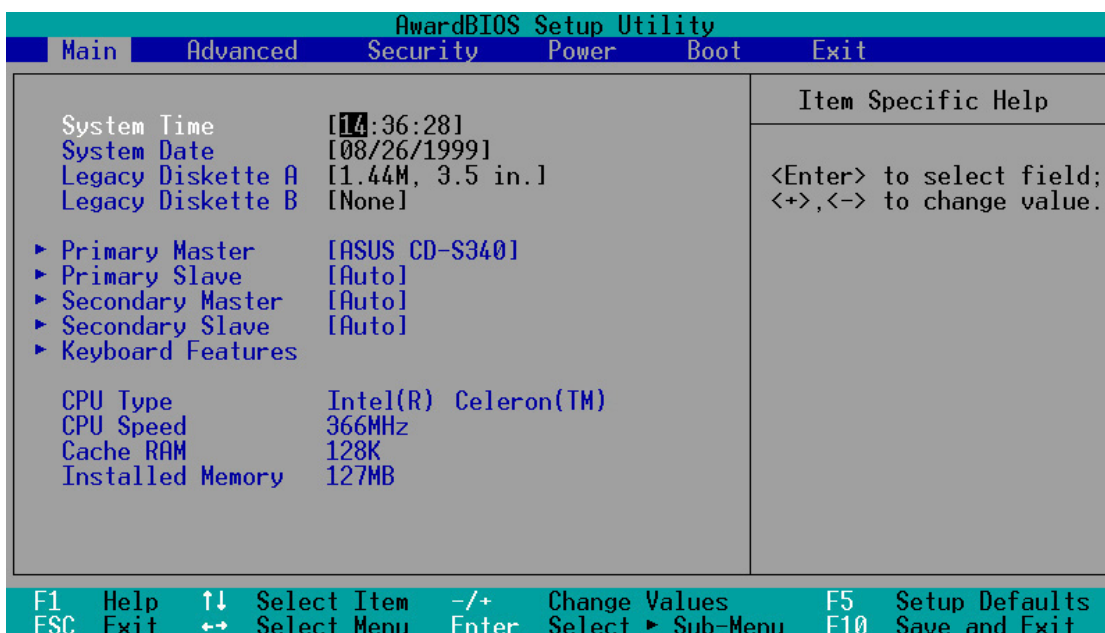 AwardBIOS Setup Utility
Main Advanced Security Power Boot Exit
Item Specific Help
System Time [14:36:28]
System Date [08/26/1999]
Legacy Diskette A [1.44M, 3.5 in.]
Legacy Diskette B [None]
<Enter> to select field;
<+>,<-> to change value.
► Primary Master [ASUS CD-S340]
► Primary Slave [Auto]
► Secondary Master [Auto]
► Secondary Slave [Auto]
► Keyboard Features
CPU Type Intel(R) Celeron(TM)
CPU Speed 366MHz
Cache RAM 128K
Installed Memory 127MB
F1 Help ↑↓ Select Item -/+ Change Values F5 Setup Defaults
ESC Exit ←→ Select Menu Enter Select ► Sub-Menu F10 Save and Exit